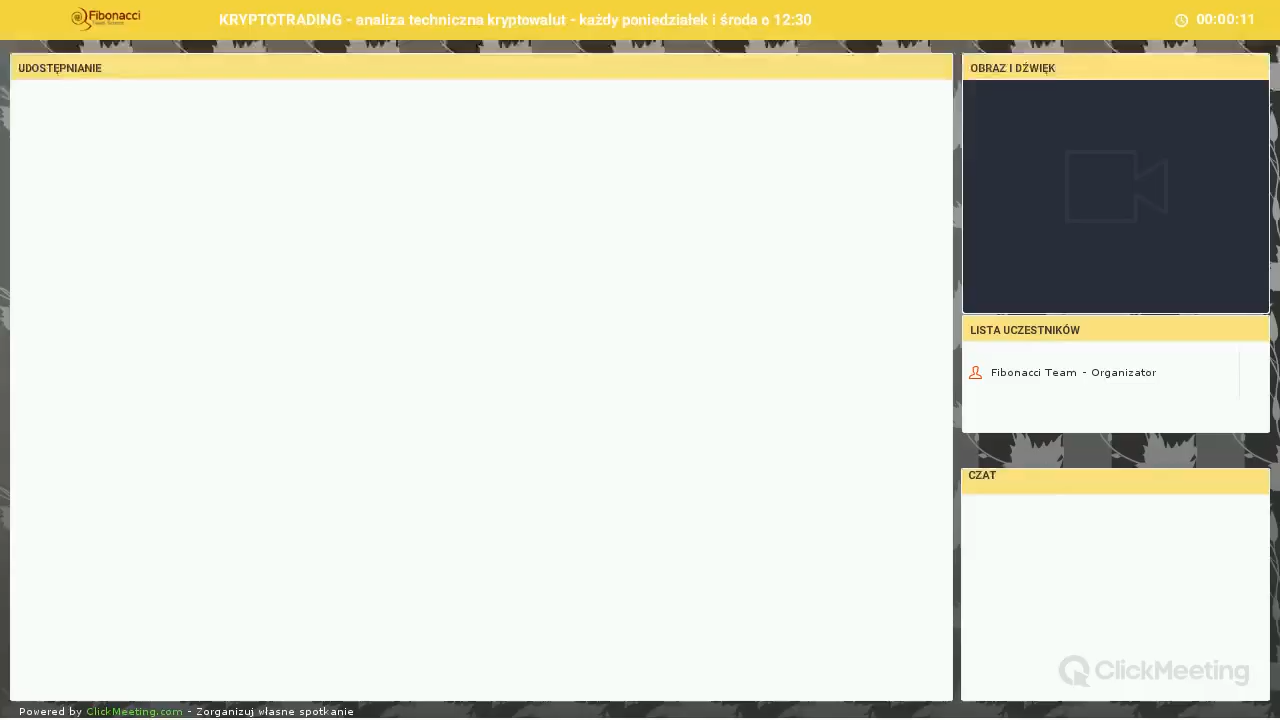 Fibonacci
KRYPTOTRADING - analiza techniczna kryptowalut - każdy poniedziałek i środa o 12:30
00:00:11
UDOSTĘPNIANIE
OBRAZ I DŹWIĘK
LISTA UCZESTNIKÓW
Fibonacci Team - Organizator
CZAT
ClickMeeting
Powered by ClickMeeting.com - Zorganizuj własne spotkanie